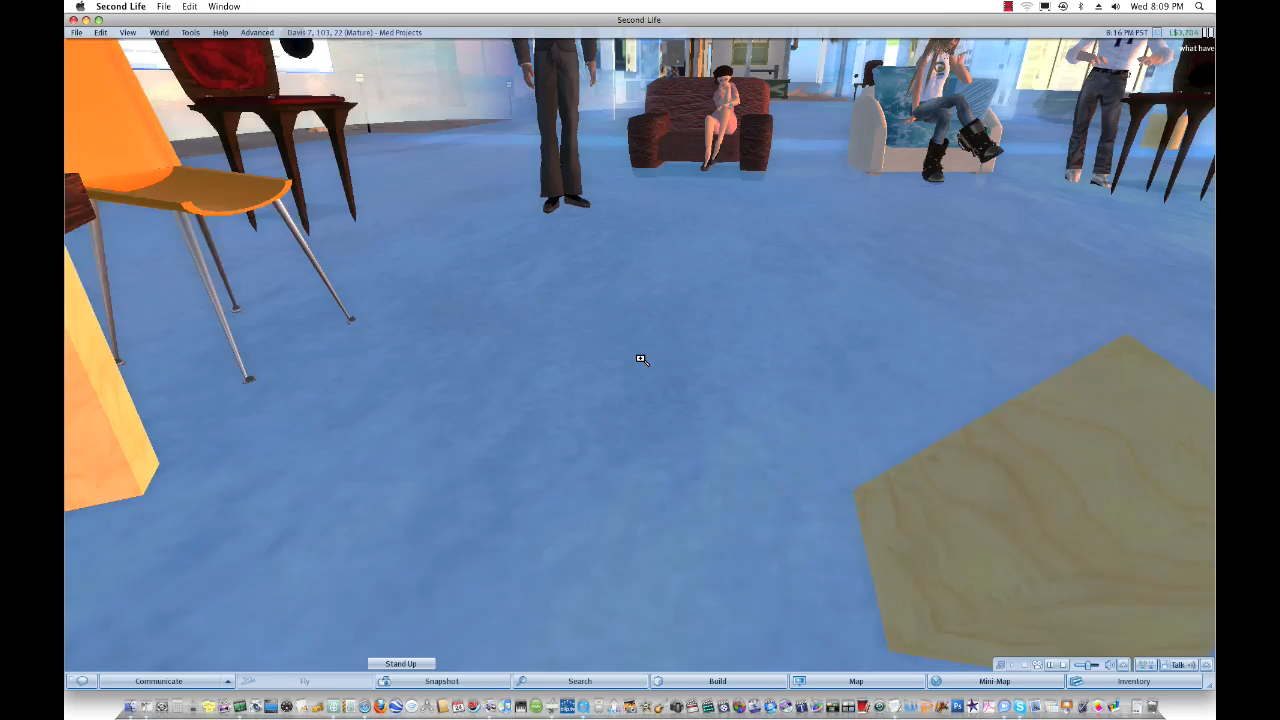 Second Life File Edit Window Wed 8:09 PM
Second Life
File Edit View World Tools Help Advanced Davis 7, 103, 22 (Mature) - Med Projects 8:16 PM PST L$3,704
what have
Stand Up
Talk
Communicate Fly Snapshot Search Build Map Mini-Map Inventory